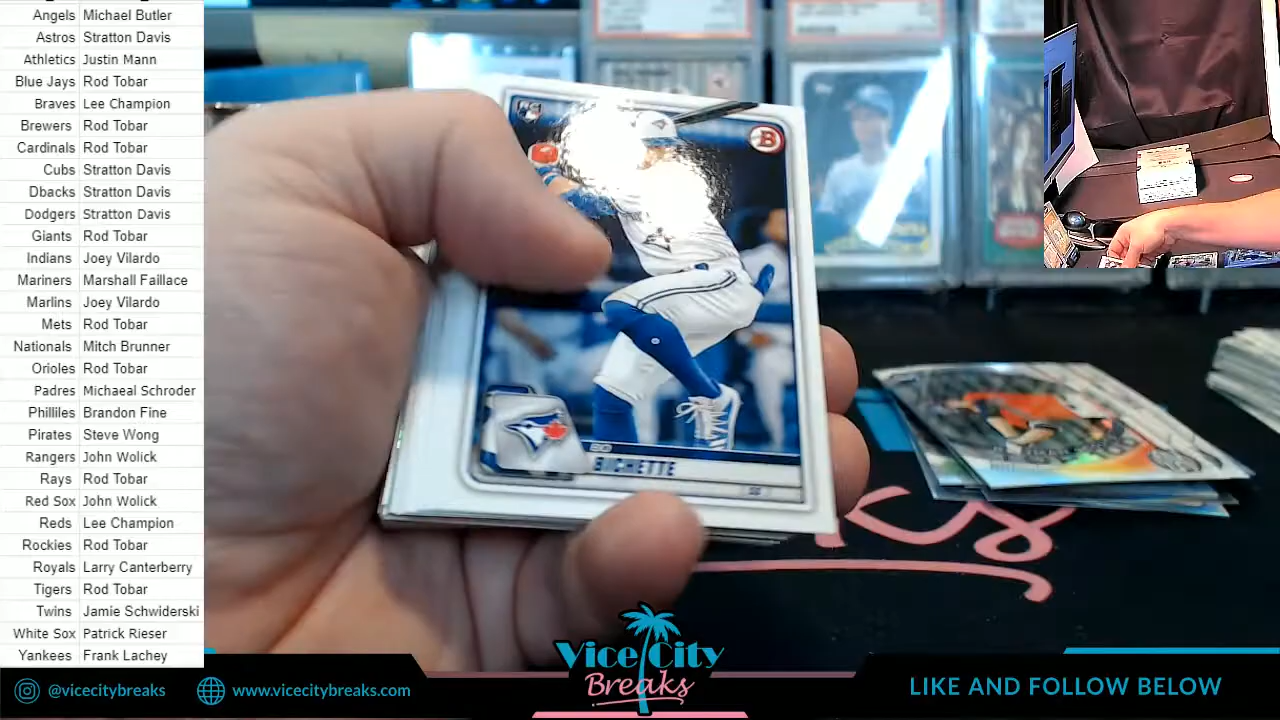 Angels Michael Butler
Astros Stratton Davis
Athletics Justin Mann
Blue Jays Rod Tobar
Braves Lee Champion
Brewers Rod Tobar
Cardinals Rod Tobar
Cubs Stratton Davis
Dbacks Stratton Davis
Dodgers Stratton Davis
Giants Rod Tobar
Indians Joey Vilardo
Mariners Marshall Faillace
Marlins Joey Vilardo
Mets Rod Tobar
Nationals Mitch Brunner
Orioles Rod Tobar
Padres Michaeal Schroder
Philliles Brandon Fine
Pirates Steve Wong
Rangers John Wolick
Rays Rod Tobar
Red Sox John Wolick
Reds Lee Champion
Rockies Rod Tobar
Royals Larry Canterberry
Tigers Rod Tobar
Twins Jamie Schwiderski
White Sox Patrick Rieser
Yankees Frank Lachey
B
BO
BICHETTE
@vicecitybreaks
www.vicecitybreaks.com
Vice City
Breaks
LIKE AND FOLLOW BELOW